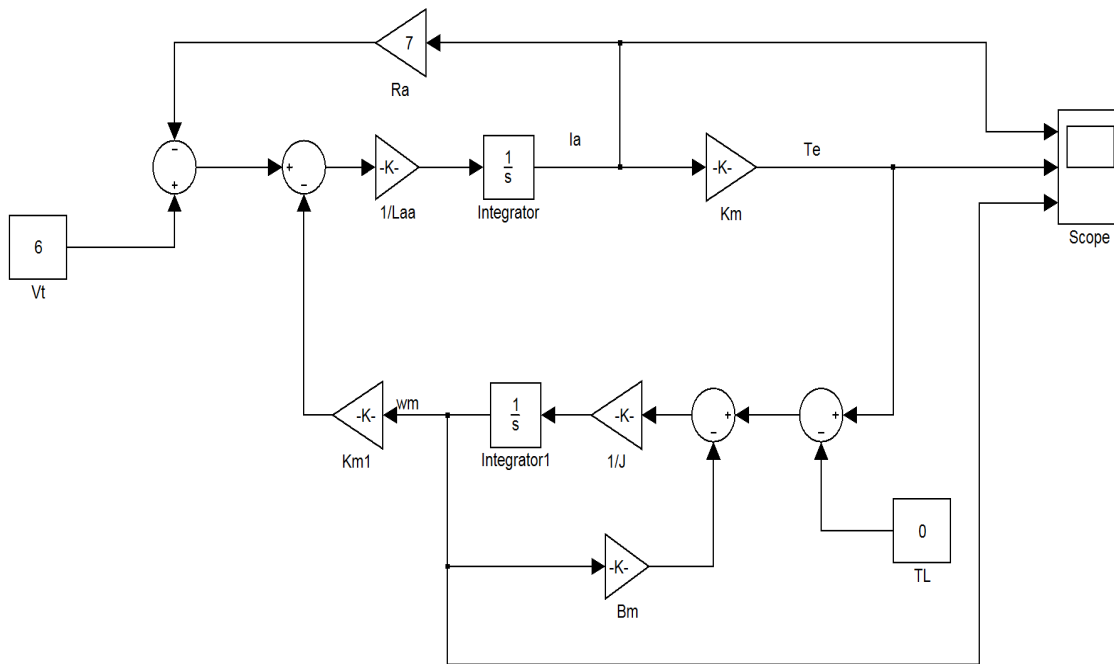 7
Ra
-
+
+
-
-K-
1/Laa
1
s
Integrator
Ia
-K-
Km
Te
Scope
6
Vt
-K-
Km1
wm
1
s
Integrator1
-K-
1/J
+
-
+
-
0
TL
-K-
Bm